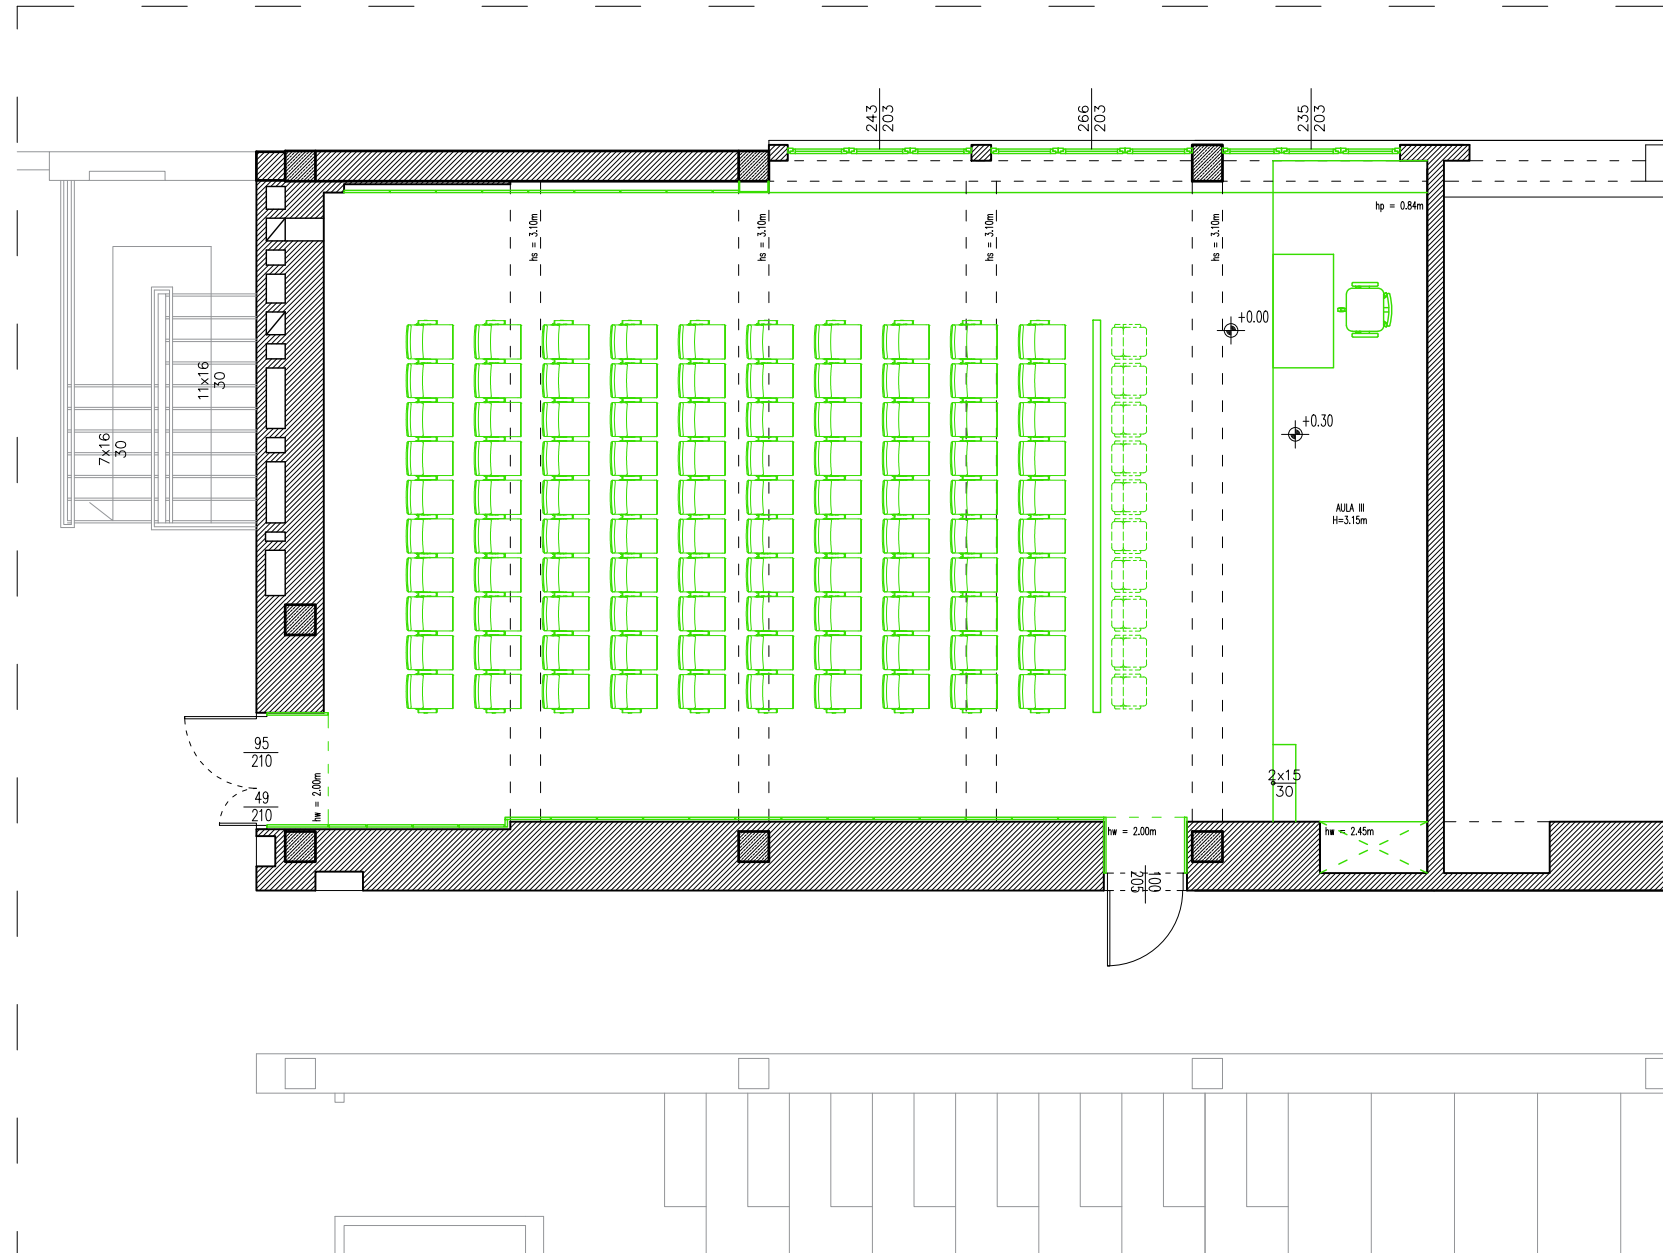 243
203
266
203
235
203
hp = 0.84m
hs = 3.10m
hs = 3.10m
hs = 3.10m
hs = 3.10m
+0.00
11x16
30
+0.30
7x16
30
AULA III
H=3.15m
95
210
49
210
hw = 2.00m
2x15
30
hw = 2.00m
hw = 2.45m
100
205